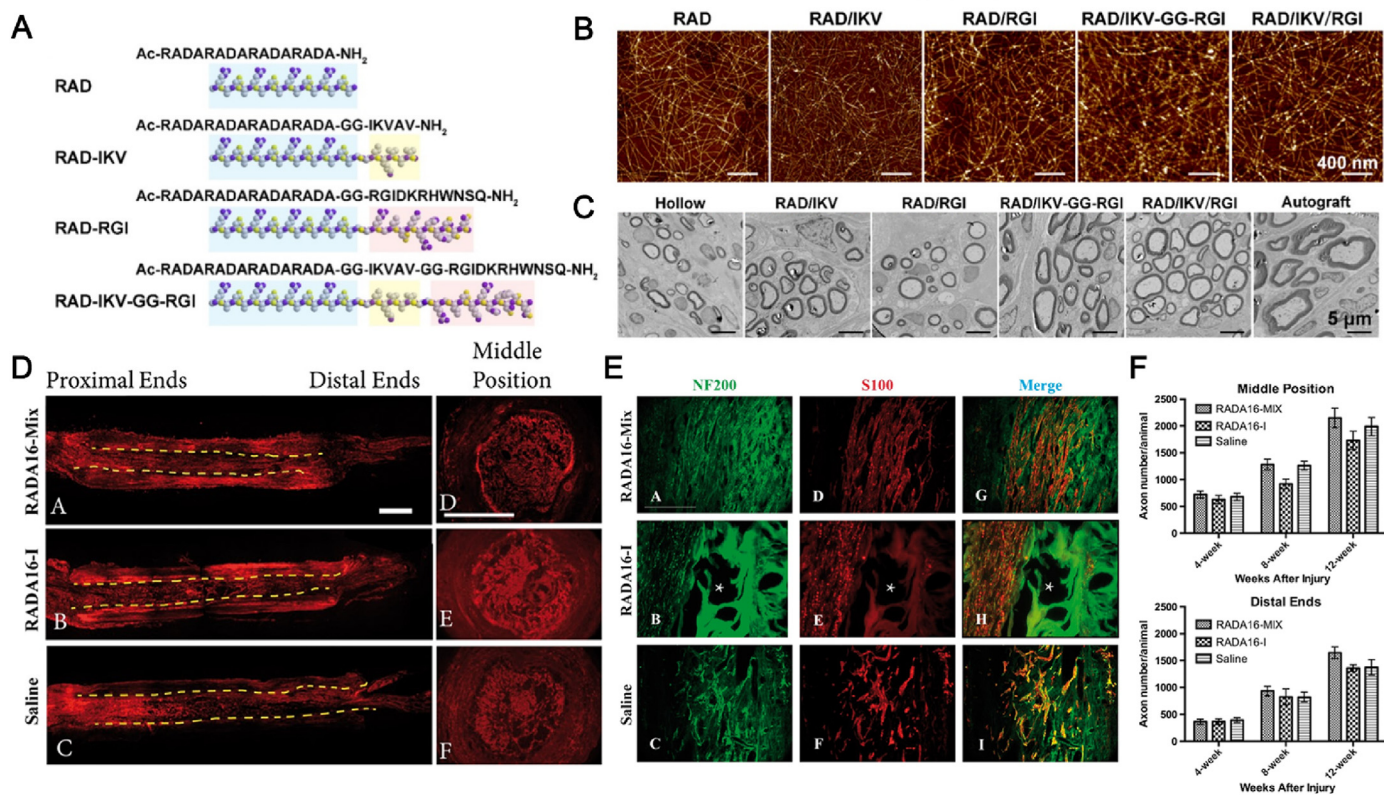 A
Ac-RADARADARADARADA-NH2
RAD
Ac-RADARADARADARADA-GG-IKVAV-NH2
RAD-IKV
Ac-RADARADARADARADA-GG-RGIDKRHWNSQ-NH2
RAD-RGI
Ac-RADARADARADARADA-GG-IKVAV-GG-RGIDKRHWNSQ-NH2
RAD-IKV-GG-RGI
B
RAD RAD/IKV RAD/RGI RAD/IKV-GG-RGI RAD/IKV/RGI
400 nm
C
Hollow RAD/IKV RAD/RGI RAD/IKV-GG-RGI RAD/IKV/RGI Autograft
5 µm
D
Proximal Ends Distal Ends Middle Position
RADA16-Mix
A D
RADA16-I
B E
Saline
C F
E
NF200 S100 Merge
RADA16-Mix
A D G
RADA16-I
B * E * H *
Saline
C F I
F
Middle Position
Axon number/animal
2500
2000
1500
1000
500
0
RADA16-MIX
RADA16-I
Saline
4-week 8-week 12-week
Weeks After Injury
Distal Ends
Axon number/animal
2500
2000
1500
1000
500
0
RADA16-MIX
RADA16-I
Saline
4-week 8-week 12-week
Weeks After Injury